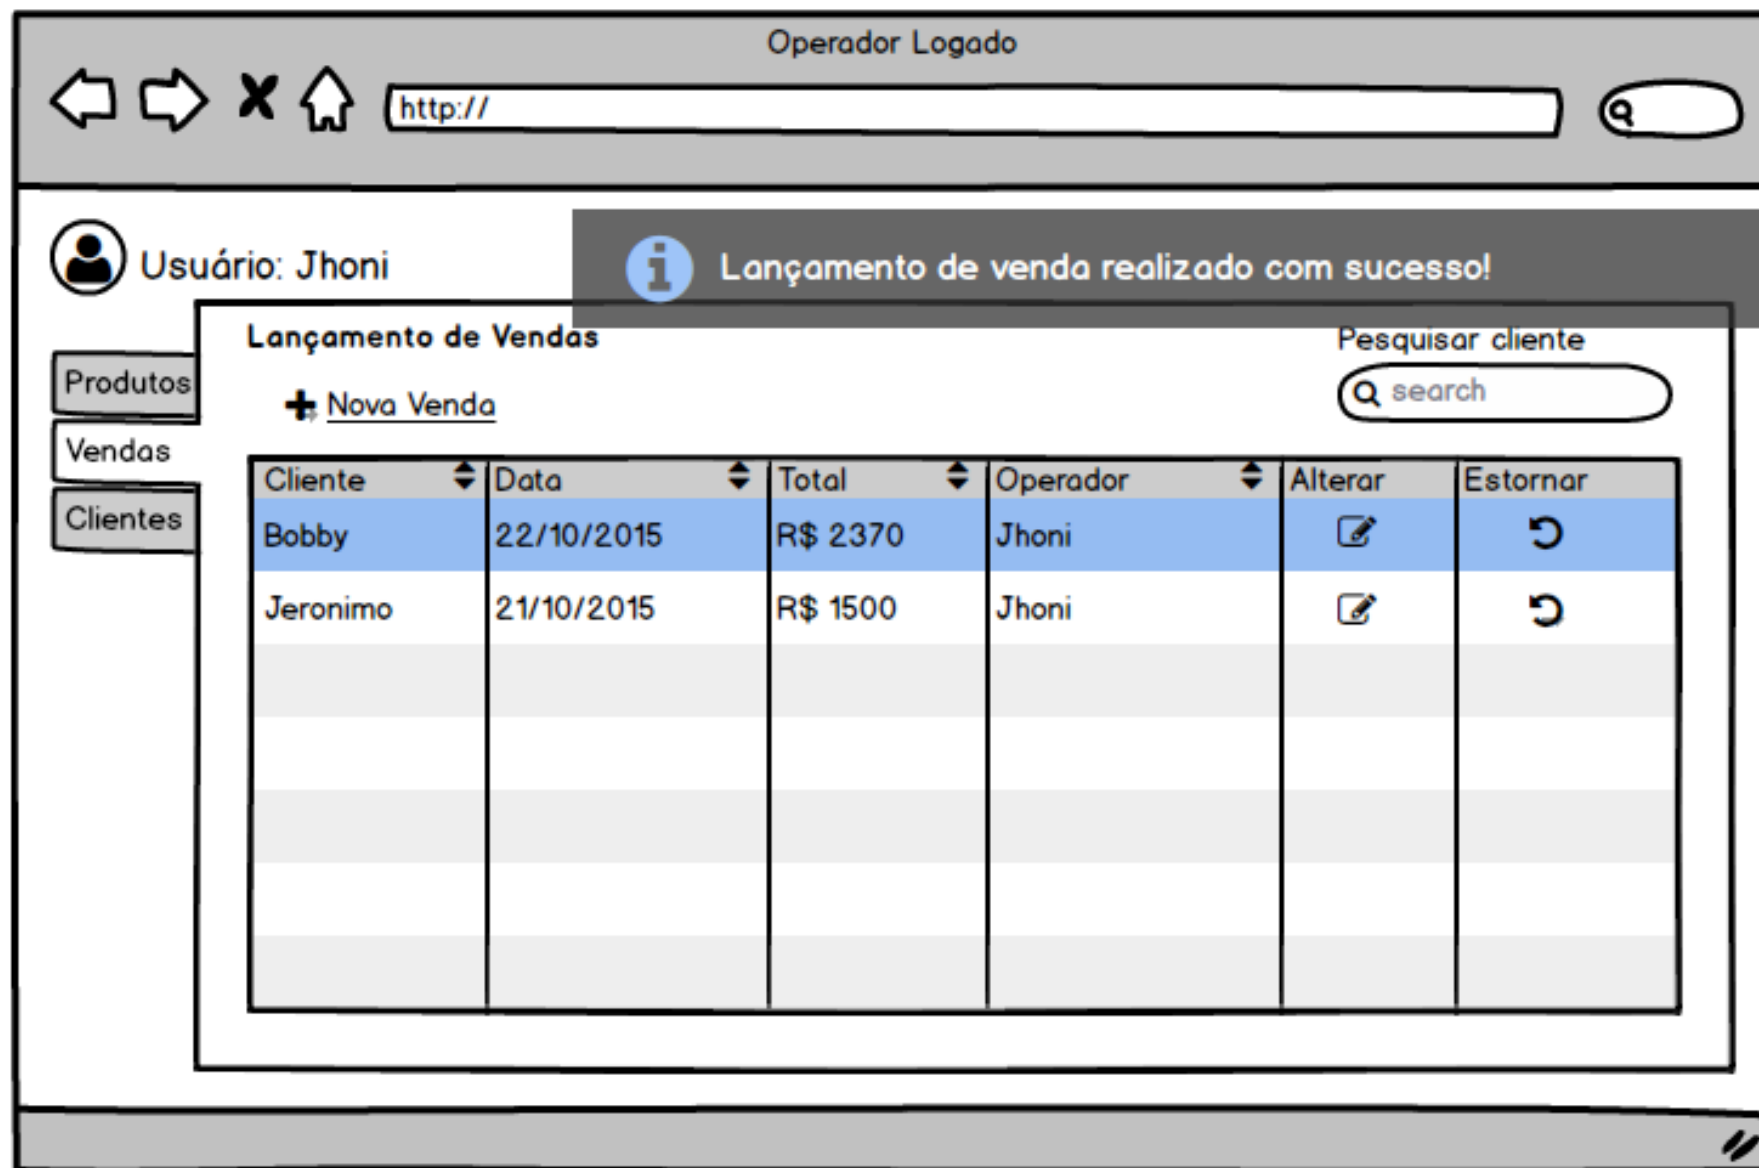 Operador Logado
http://
Usuário: Jhoni
Lançamento de venda realizado com sucesso!
Lançamento de Vendas
Pesquisar cliente
Produtos
Nova Venda
search
Vendas
Clientes
Cliente Data Total Operador Alterar Estornar
Bobby 22/10/2015 R$ 2370 Jhoni
Jeronimo 21/10/2015 R$ 1500 Jhoni